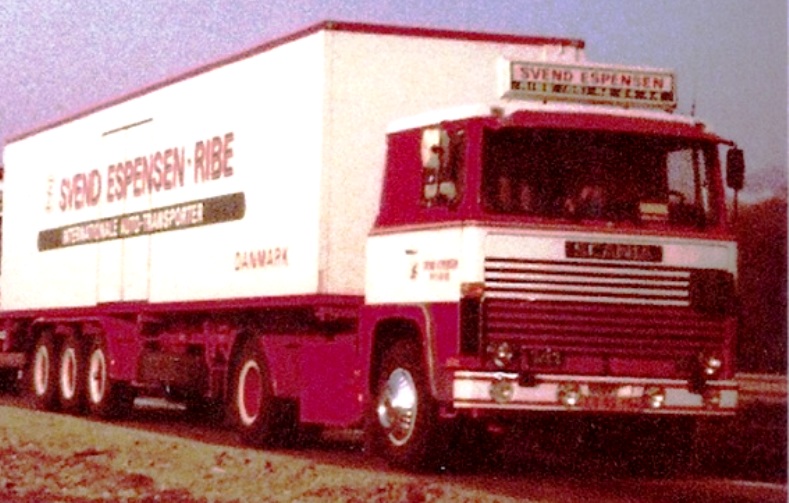 SVEND ESPENSEN
SVEND ESPENSEN · RIBE
INTERNATIONALE AUTO-TRANSPORTER
DANMARK
SCANIA